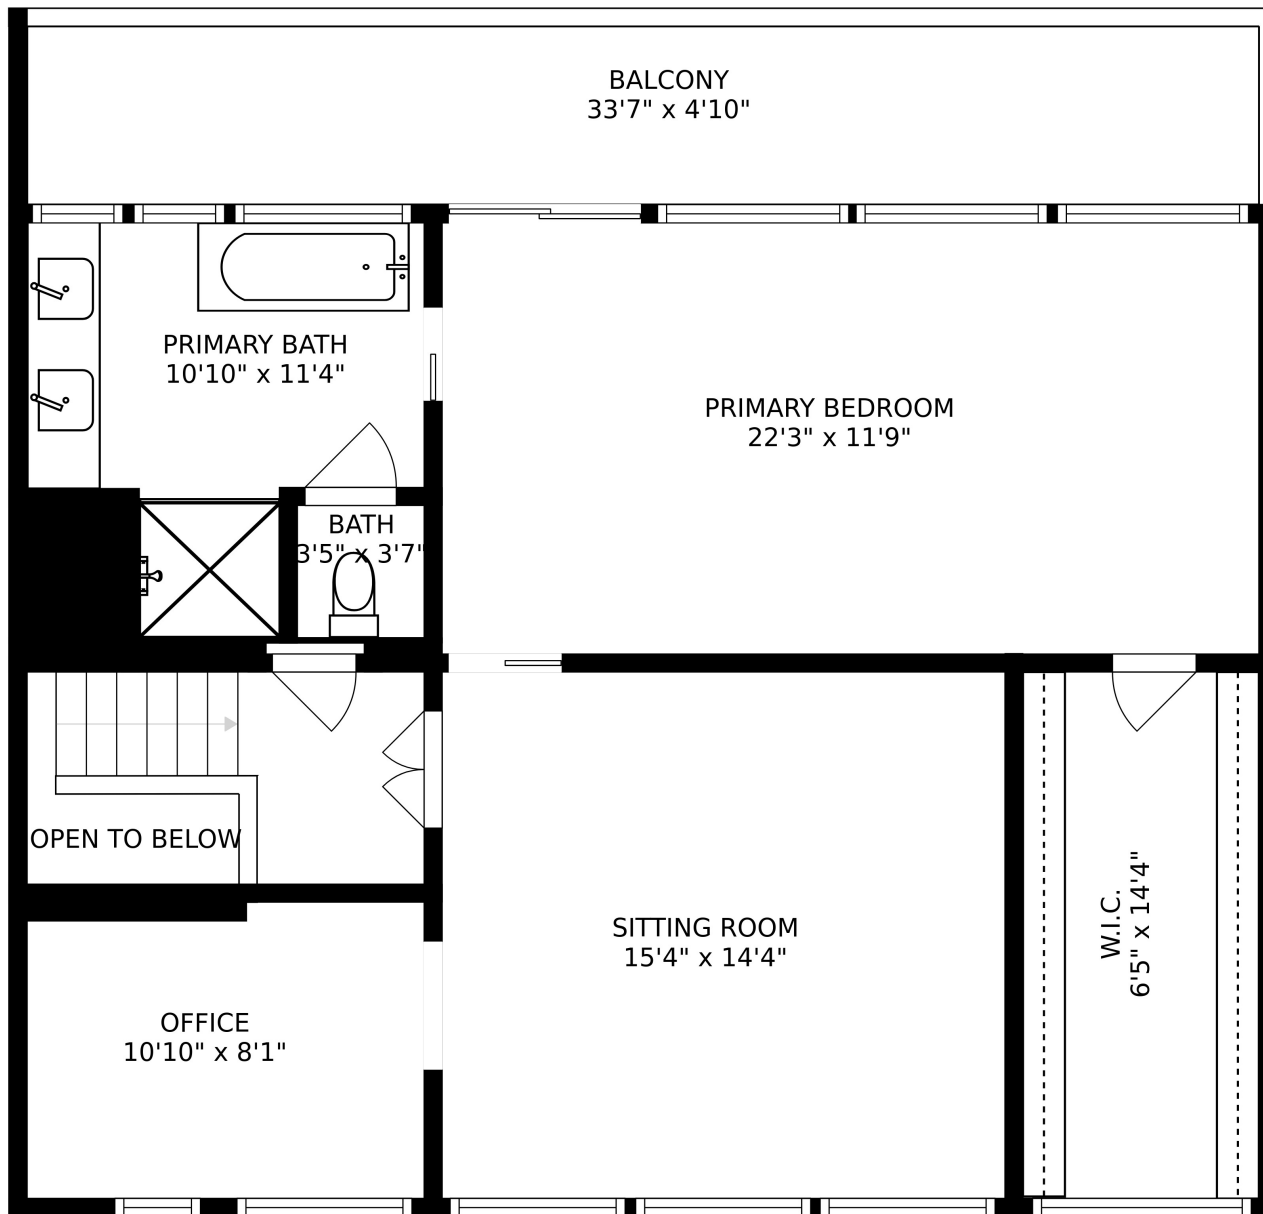 BALCONY
33'7" x 4'10"
PRIMARY BATH
10'10" x 11'4"
PRIMARY BEDROOM
22'3" x 11'9"
BATH
3'5" x 3'7"
OPEN TO BELOW
SITTING ROOM
15'4" x 14'4"
W.I.C.
6'5" x 14'4"
OFFICE
10'10" x 8'1"